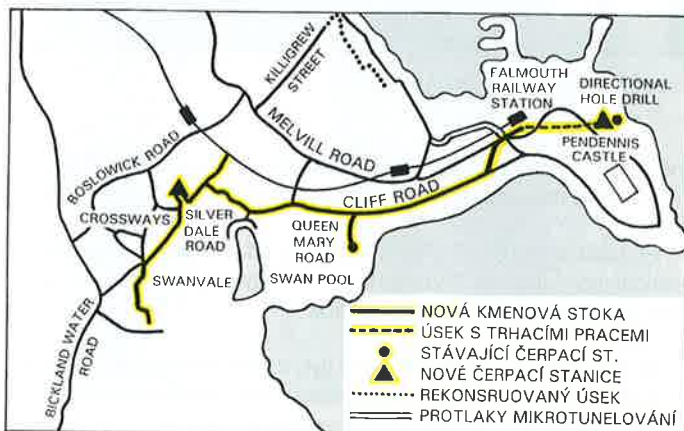 KILLIGREW
STREET
FALMOUTH
RAILWAY
STATION
DIRECTIONAL
HOLE DRILL
MELVILL ROAD
PENDENNIS
CASTLE
BOSLOWICK ROAD
CLIFF ROAD
CROSSWAYS
SILVER
DALE
ROAD
QUEEN
MARY
ROAD
SWANVALE
SWAN POOL
BICKLAND WATER
ROAD
NOVÁ KMENOVÁ STOKA
ÚSEK S TRHACÍMI PRACEMI
STÁVAJÍCÍ ČERPACÍ ST.
NOVÉ ČERPACÍ STANICE
REKONSRUOVANÝ ÚSEK
PROTLAKY MIKROTUNELOVÁNÍ